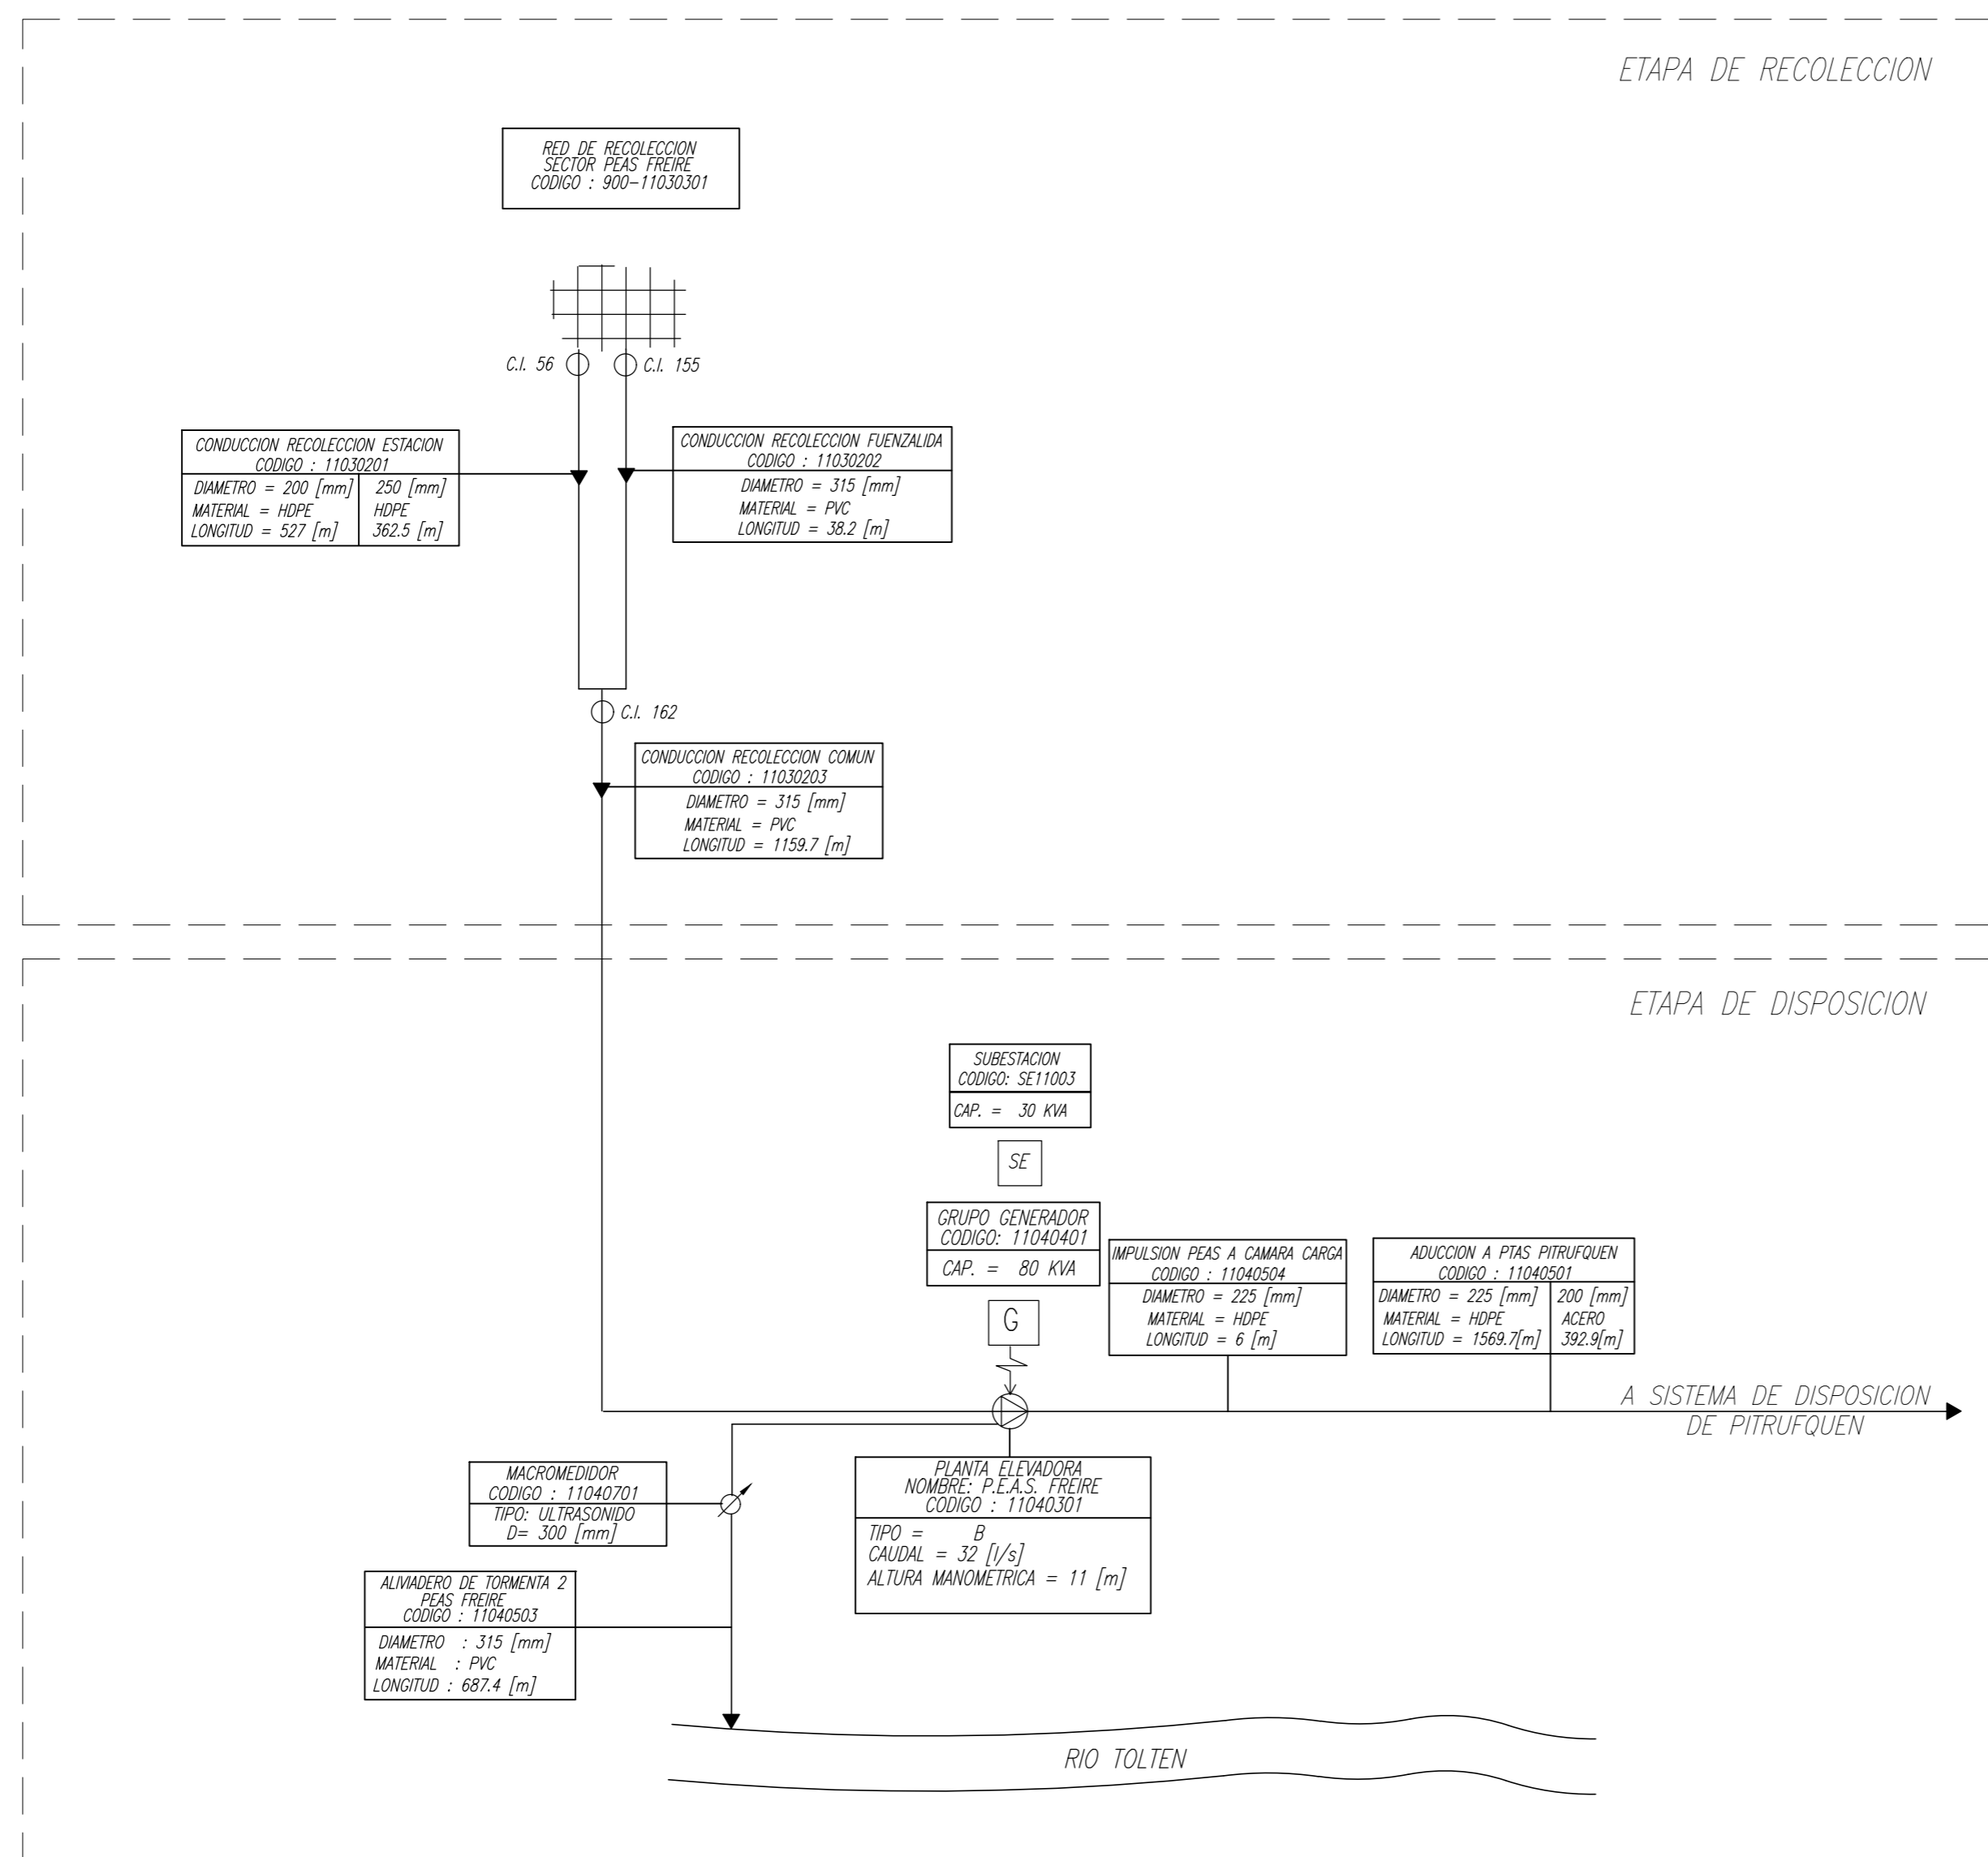 ETAPA DE RECOLECCION
RED DE RECOLECCION
SECTOR PEAS FREIRE
CODIGO : 900-11030301
C.I. 56
C.I. 155
CONDUCCION RECOLECCION ESTACION
CODIGO : 11030201
DIAMETRO = 200 [mm] 250 [mm]
MATERIAL = HDPE HDPE
LONGITUD = 527 [m] 362.5 [m]
CONDUCCION RECOLECCION FUENZALIDA
CODIGO : 11030202
DIAMETRO = 315 [mm]
MATERIAL = PVC
LONGITUD = 38.2 [m]
C.I. 162
CONDUCCION RECOLECCION COMUN
CODIGO : 11030203
DIAMETRO = 315 [mm]
MATERIAL = PVC
LONGITUD = 1159.7 [m]
ETAPA DE DISPOSICION
SUBESTACION
CODIGO: SE11003
CAP. = 30 KVA
SE
GRUPO GENERADOR
CODIGO: 11040401
CAP. = 80 KVA
G
IMPULSION PEAS A CAMARA CARGA
CODIGO : 11040504
DIAMETRO = 225 [mm]
MATERIAL = HDPE
LONGITUD = 6 [m]
ADUCCION A PTAS PITRUFQUEN
CODIGO : 11040501
DIAMETRO = 225 [mm] 200 [mm]
MATERIAL = HDPE ACERO
LONGITUD = 1569.7[m] 392.9[m]
A SISTEMA DE DISPOSICION
DE PITRUFQUEN
MACROMEDIDOR
CODIGO : 11040701
TIPO: ULTRASONIDO
D= 300 [mm]
PLANTA ELEVADORA
NOMBRE: P.E.A.S. FREIRE
CODIGO : 11040301
TIPO = B
CAUDAL = 32 [l/s]
ALTURA MANOMETRICA = 11 [m]
ALIVIADERO DE TORMENTA 2
PEAS FREIRE
CODIGO : 11040503
DIAMETRO : 315 [mm]
MATERIAL : PVC
LONGITUD : 687.4 [m]
RIO TOLTEN